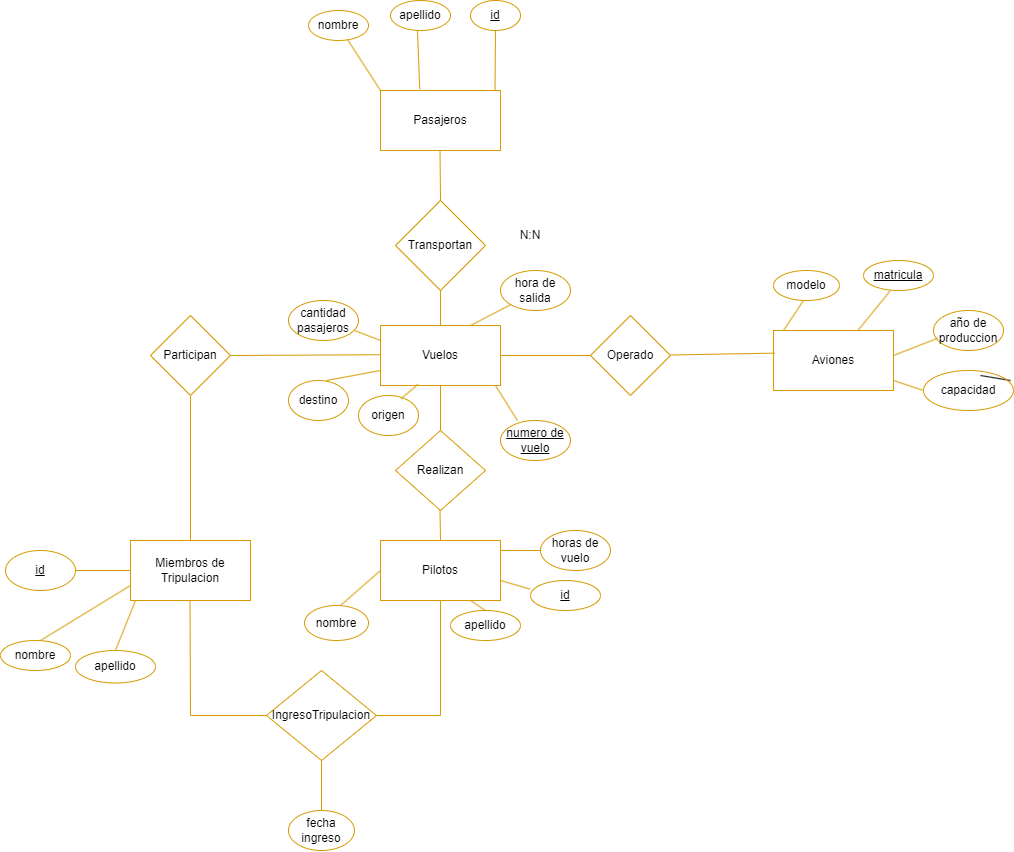 nombre
apellido
id
Pasajeros
Transportan
N:N
hora de
salida
cantidad
pasajeros
Participan
Vuelos
Operado
modelo
matricula
año de
produccion
Aviones
capacidad
destino
origen
numero de
vuelo
Realizan
id
Miembros de
Tripulacion
Pilotos
horas de
vuelo
id
nombre
apellido
nombre
apellido
IngresoTripulacion
fecha
ingreso